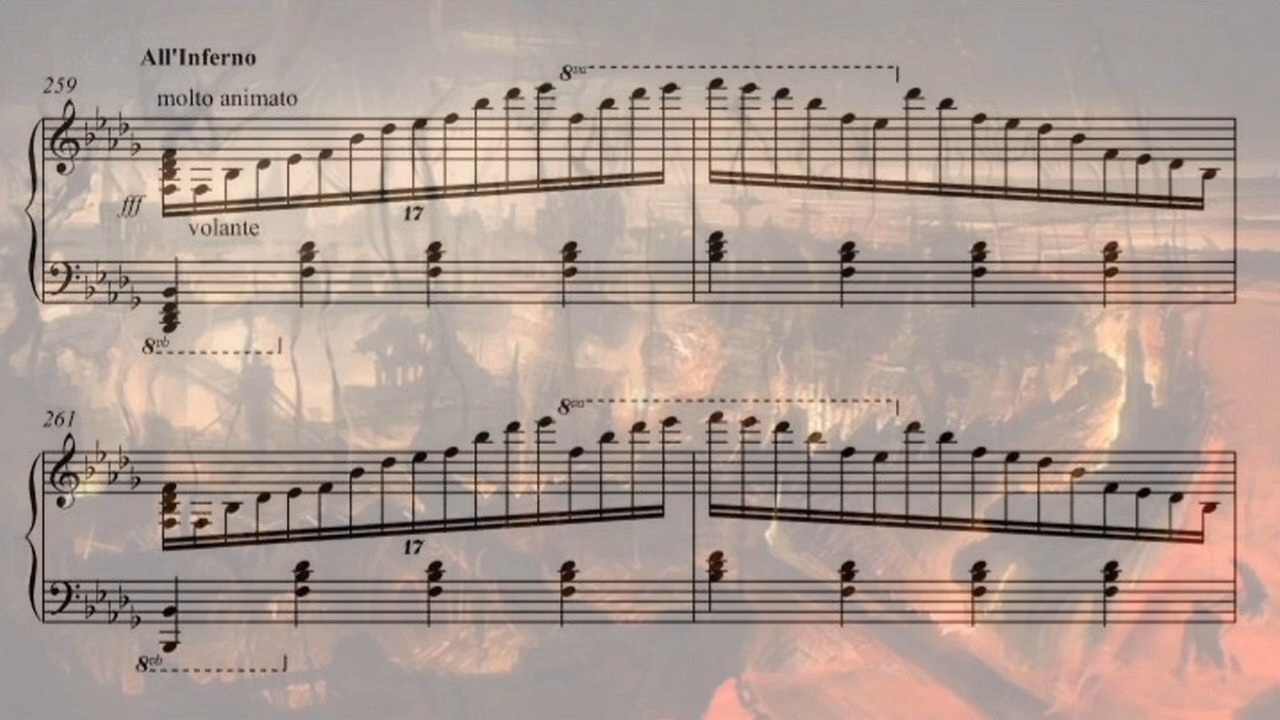 All'Inferno
259
molto animato
8va
fff
17
volante
8vb
261
8va
17
8vb